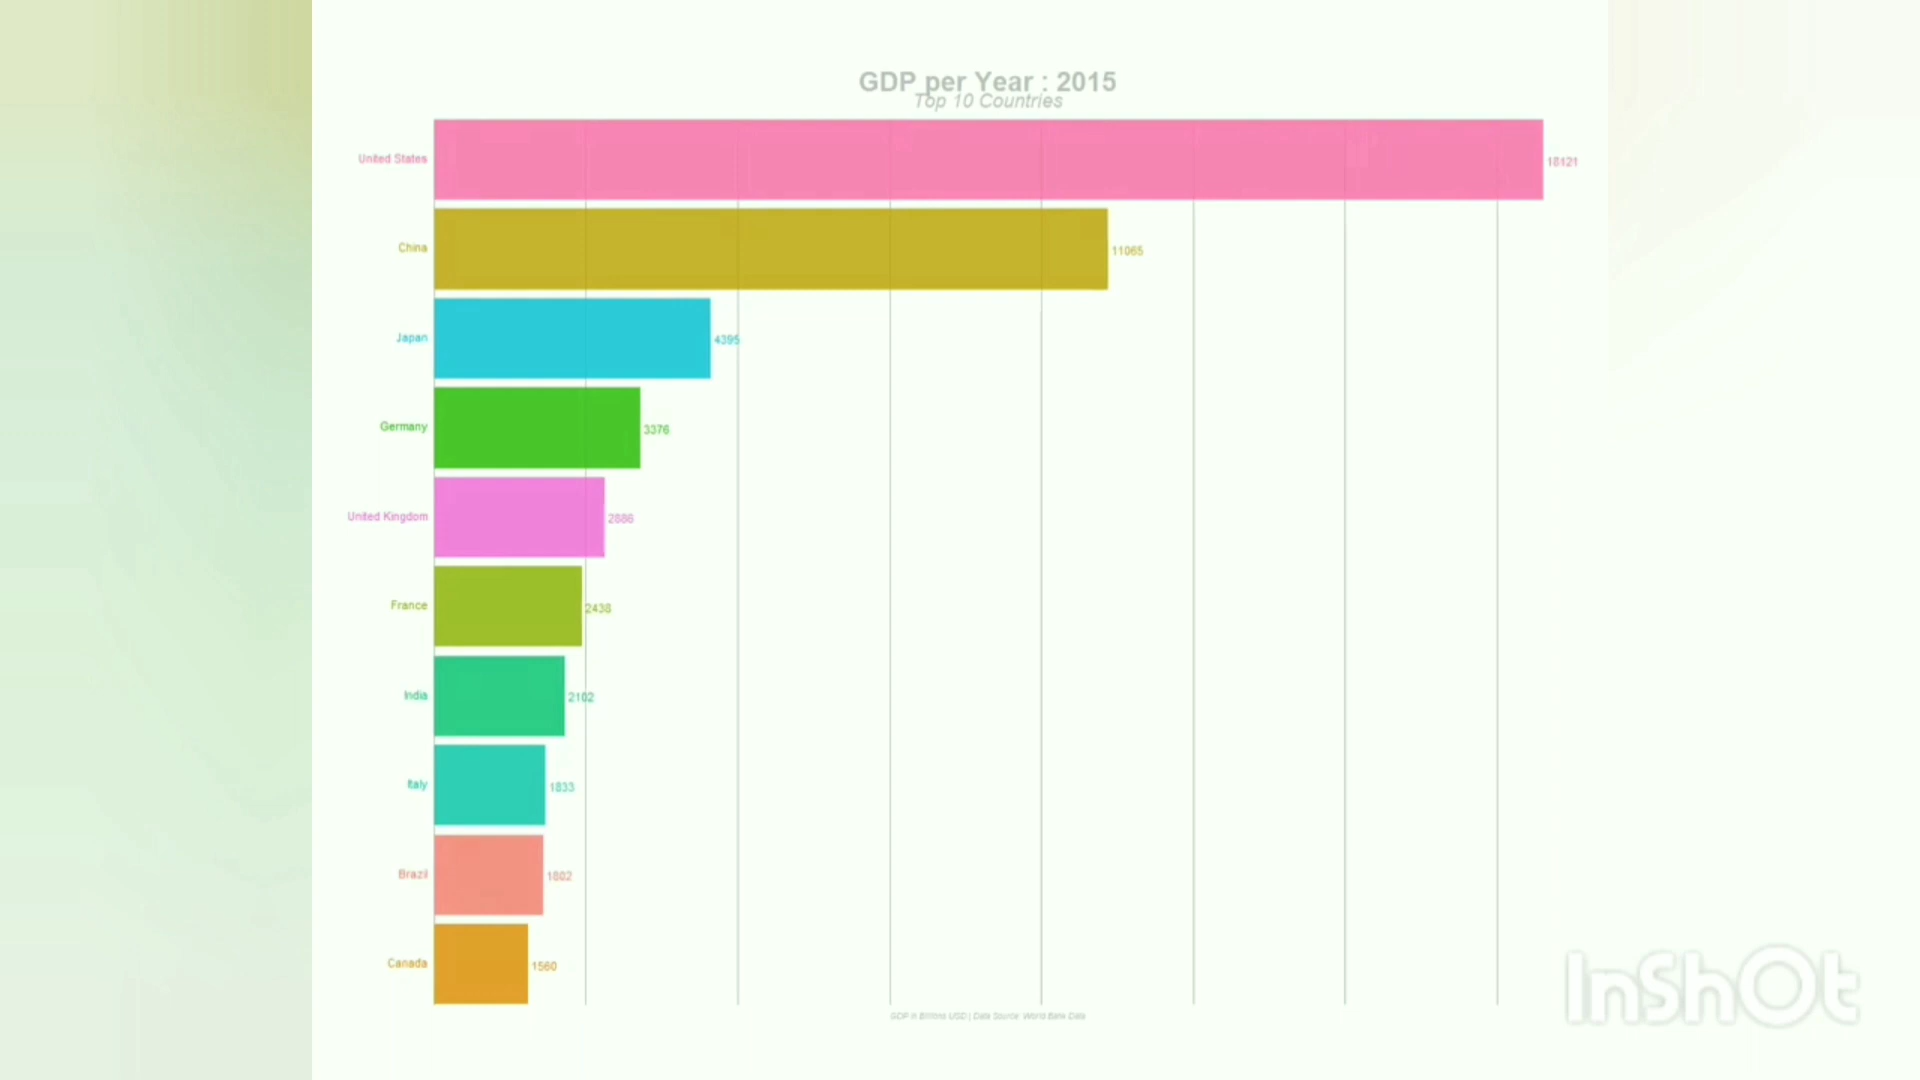 GDP per Year : 2015
Top 10 Countries
United States 18121
China 11065
Japan 4395
Germany 3376
United Kingdom 2886
France 2438
India 2102
Italy 1833
Brazil 1802
Canada 1560
GDP in Billions USD | Data Source: World Bank Data
InShOt